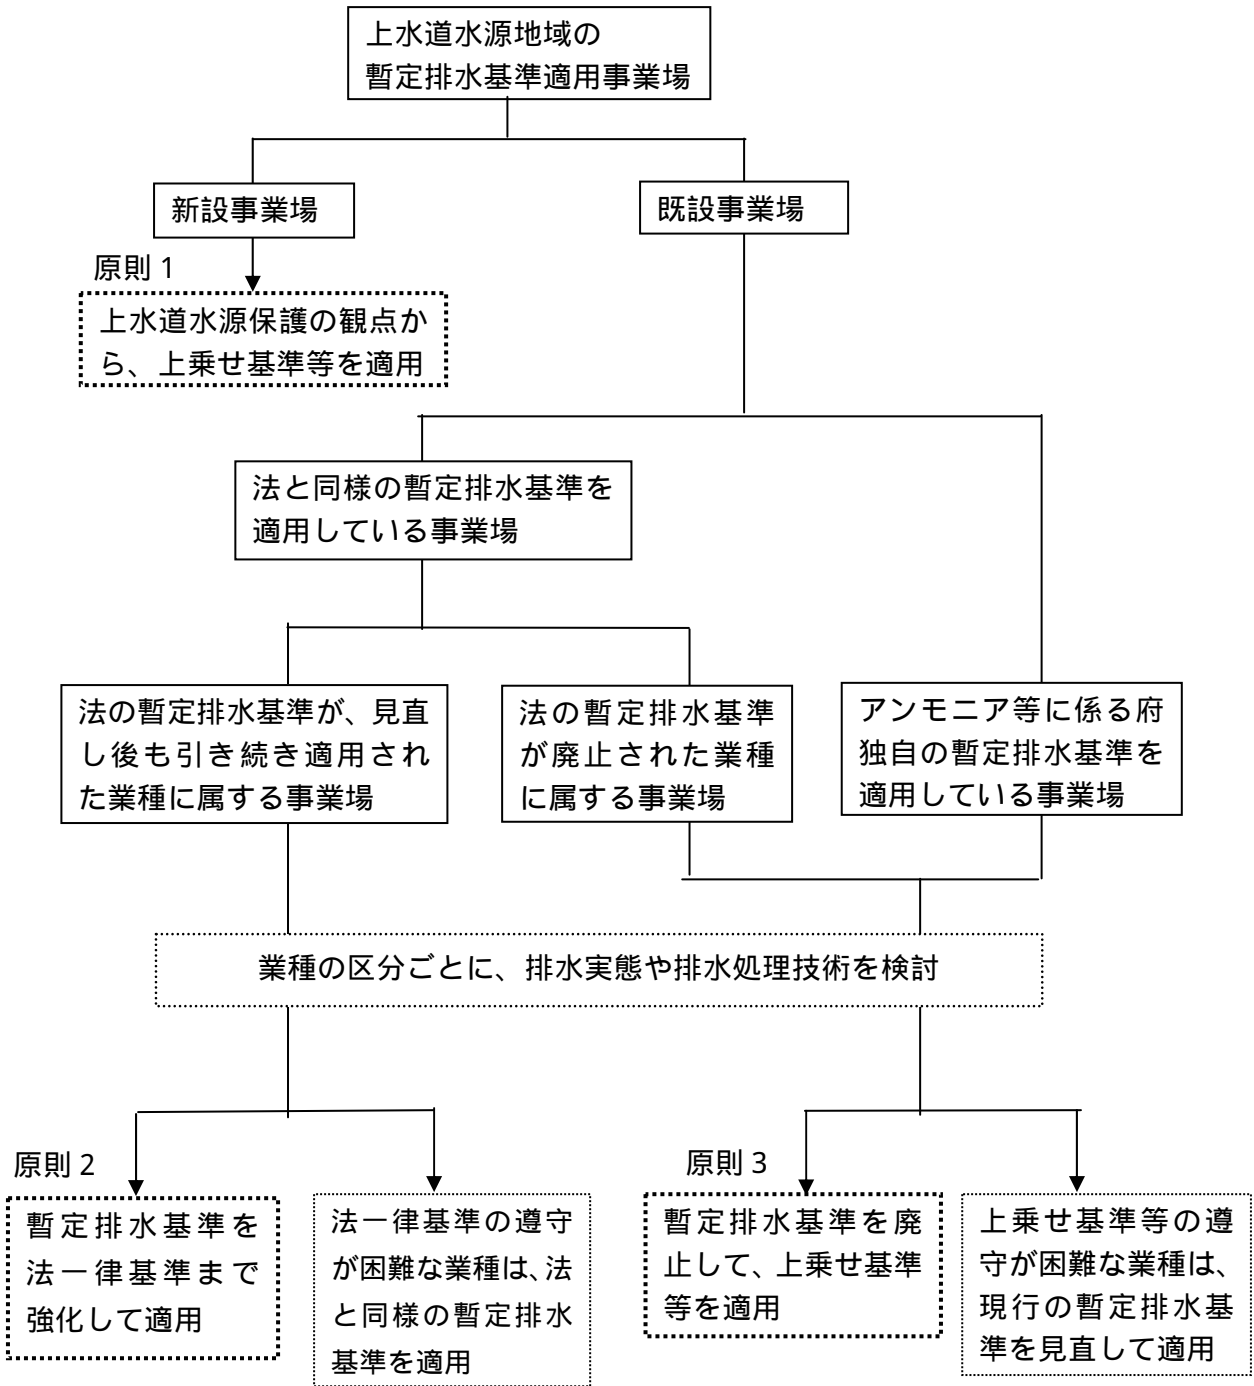 上水道水源地域の
暫定排水基準適用事業場
新設事業場
既設事業場
原則1
上水道水源保護の観点か
ら、上乗せ基準等を適用
法と同様の暫定排水基準を
適用している事業場
法の暫定排水基準が、見直
し後も引き続き適用され
た業種に属する事業場
法の暫定排水基準
が廃止された業種
に属する事業場
アンモニア等に係る府
独自の暫定排水基準を
適用している事業場
業種の区分ごとに、排水実態や排水処理技術を検討
原則2
暫定排水基準を
法一律基準まで
強化して適用
法一律基準の遵守
が困難な業種は、法
と同様の暫定排水
基準を適用
原則3
暫定排水基準を廃
止して、上乗せ基準
等を適用
上乗せ基準等の遵
守が困難な業種は、
現行の暫定排水基
準を見直して適用